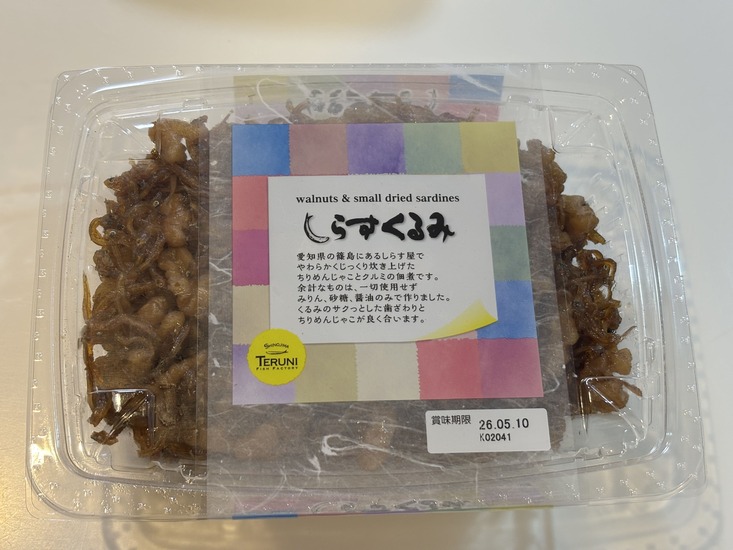 walnuts & small dried sardines
しらすくるみ
愛知県の篠島にあるしらす屋で
やわらかくじっくり炊き上げた
ちりめんじゃことクルミの佃煮です。
余計なものは、一切使用せず
みりん、砂糖、醤油のみで作りました。
くるみのサクっとした歯ざわりと
ちりめんじゃこが良く合います。
SHINOJIMA
TERUNI
FISH FACTORY
賞味期限 26.05.10
K02041